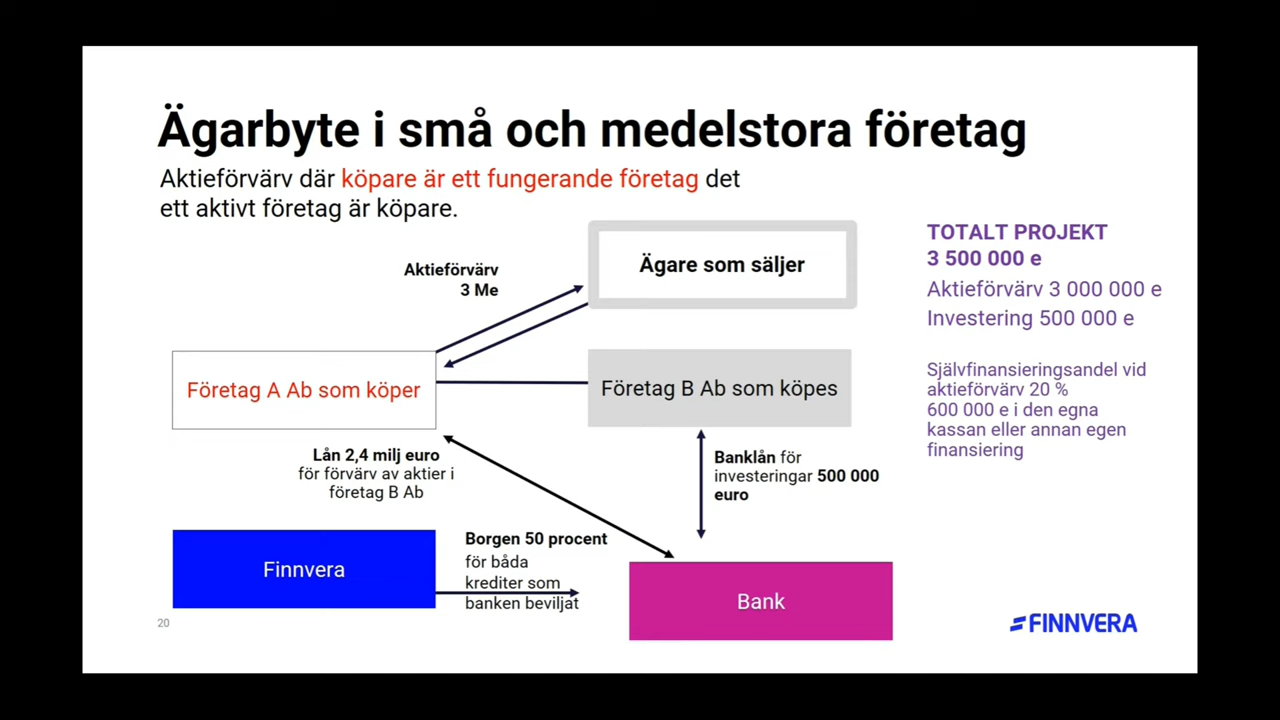 Ägarbyte i små och medelstora företag
Aktieförvärv där köpare är ett fungerande företag det
ett aktivt företag är köpare.
Aktieförvärv
3 Me
Ägare som säljer
Företag A Ab som köper
Företag B Ab som köpes
Lån 2,4 milj euro
för förvärv av aktier i
företag B Ab
Banklån för
investeringar 500 000
euro
Finnvera
Borgen 50 procent
för båda
krediter som
banken beviljat
Bank
TOTALT PROJEKT
3 500 000 e
Aktieförvärv 3 000 000 e
Investering 500 000 e
Självfinansieringsandel vid
aktieförvärv 20 %
600 000 e i den egna
kassan eller annan egen
finansiering
20
FINNVERA